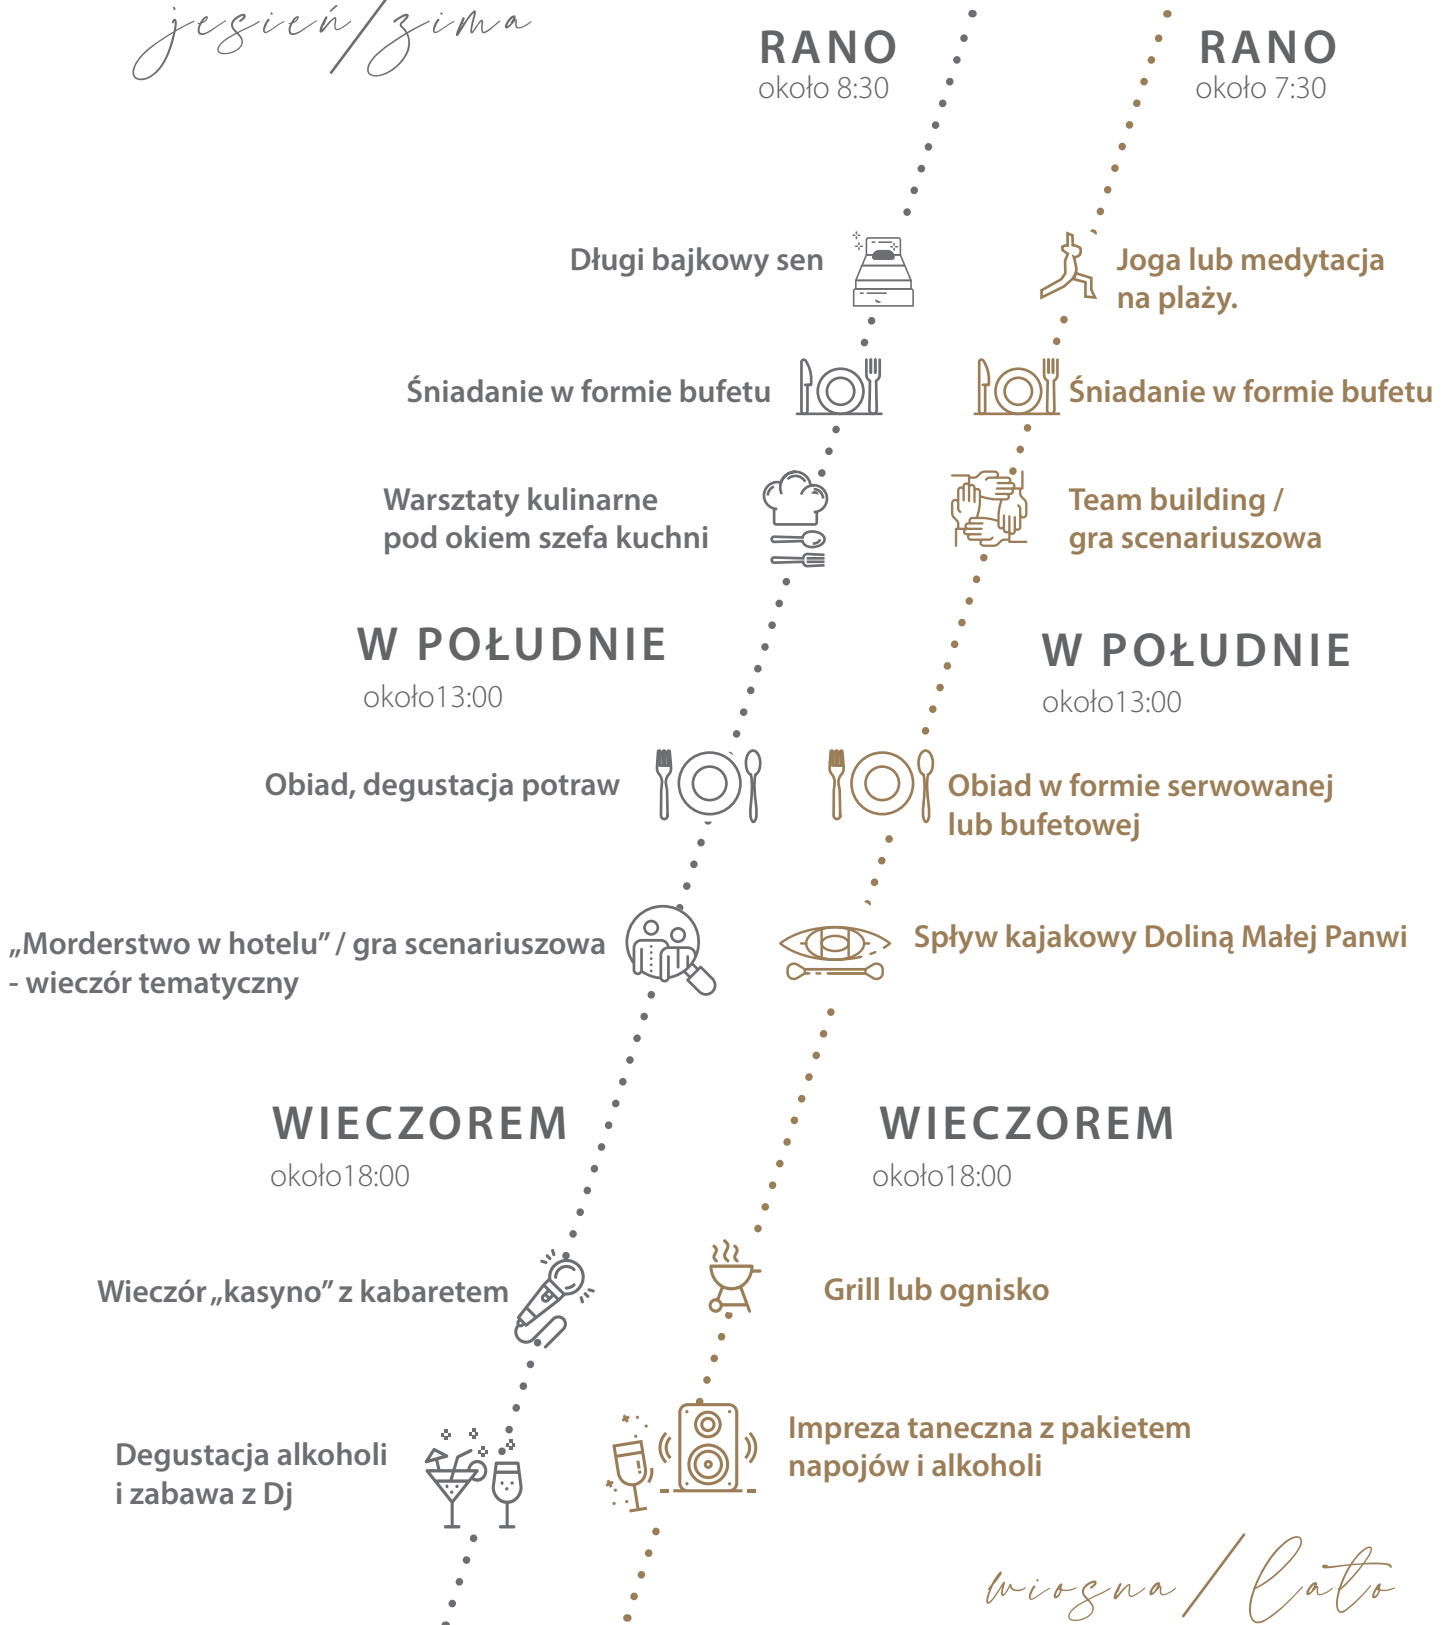 jesień/zima
RANO
około 8:30
Długi bajkowy sen
Śniadanie w formie bufetu
Warsztaty kulinarne
pod okiem szefa kuchni
W POŁUDNIE
około13:00
Obiad, degustacja potraw
„Morderstwo w hotelu” / gra scenariuszowa
- wieczór tematyczny
WIECZOREM
około18:00
Wieczór „kasyno” z kabaretem
Degustacja alkoholi
i zabawa z Dj
RANO
około 7:30
Joga lub medytacja
na plaży.
Śniadanie w formie bufetu
Team building /
gra scenariuszowa
W POŁUDNIE
około13:00
Obiad w formie serwowanej
lub bufetowej
Spływ kajakowy Doliną Małej Panwi
WIECZOREM
około18:00
Grill lub ognisko
Impreza taneczna z pakietem
napojów i alkoholi
wiosna/lato